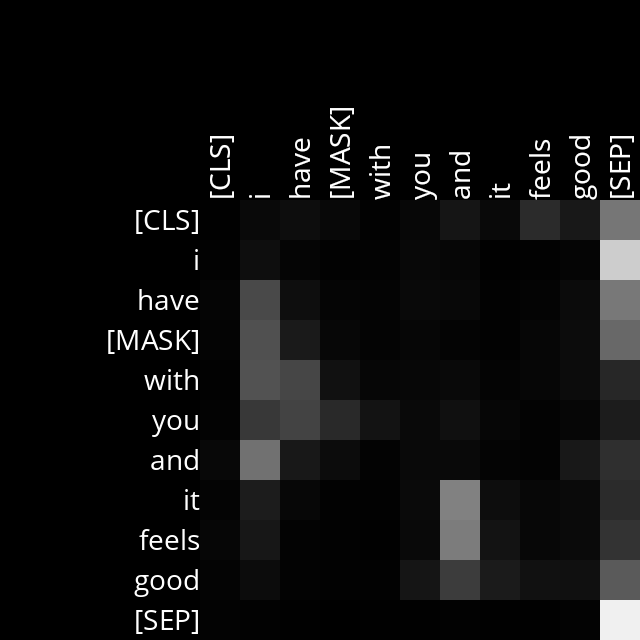 [CLS] i have [MASK] with you and it feels good [SEP]
[CLS]
i
have
[MASK]
with
you
and
it
feels
good
[SEP]